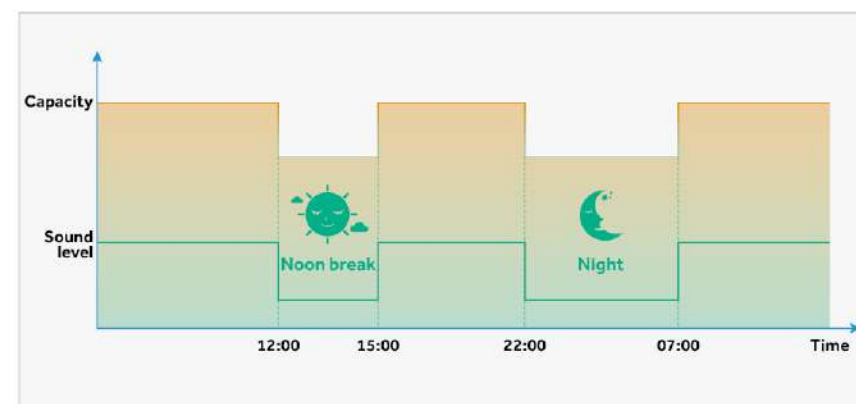 Capacity
Sound
level
Noon break
Night
12:00
15:00
22:00
07:00
Time